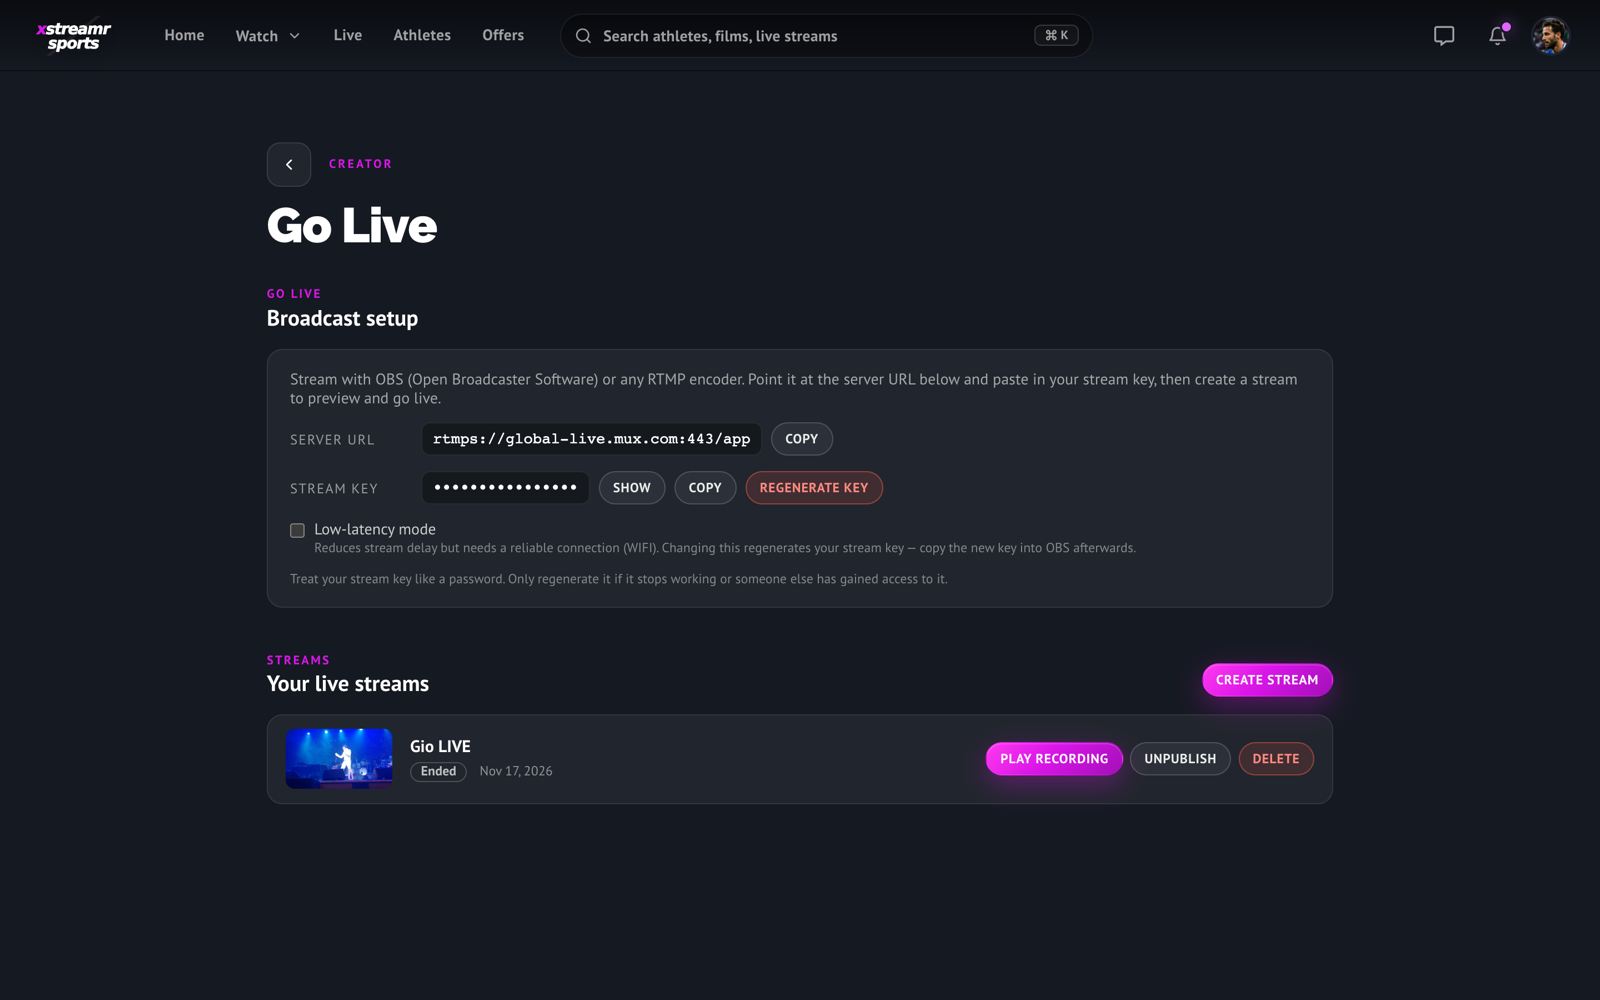 xstreamr
sports
Home
Watch
Live
Athletes
Offers
Search athletes, films, live streams
⌘ K
CREATOR
Go Live
GO LIVE
Broadcast setup
Stream with OBS (Open Broadcaster Software) or any RTMP encoder. Point it at the server URL below and paste in your stream key, then create a stream
to preview and go live.
SERVER URL
rtmps://global-live.mux.com:443/app
COPY
STREAM KEY
••••••••••••••••
SHOW
COPY
REGENERATE KEY
Low-latency mode
Reduces stream delay but needs a reliable connection (WIFI). Changing this regenerates your stream key — copy the new key into OBS afterwards.
Treat your stream key like a password. Only regenerate it if it stops working or someone else has gained access to it.
STREAMS
Your live streams
CREATE STREAM
Gio LIVE
Ended
Nov 17, 2026
PLAY RECORDING
UNPUBLISH
DELETE